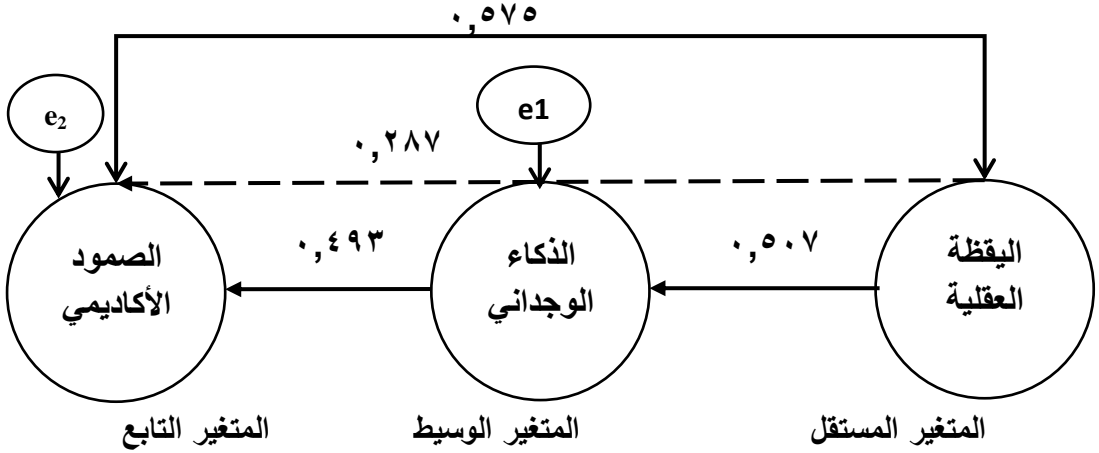 ٠,٥٧٥
e1
e₂
٠,٢٨٧
اليقظة
العقلية
٠,٥٠٧
الذكاء
الوجداني
٠,٤٩٣
الصمود
الأكاديمي
المتغير المستقل
المتغير الوسيط
المتغير التابع